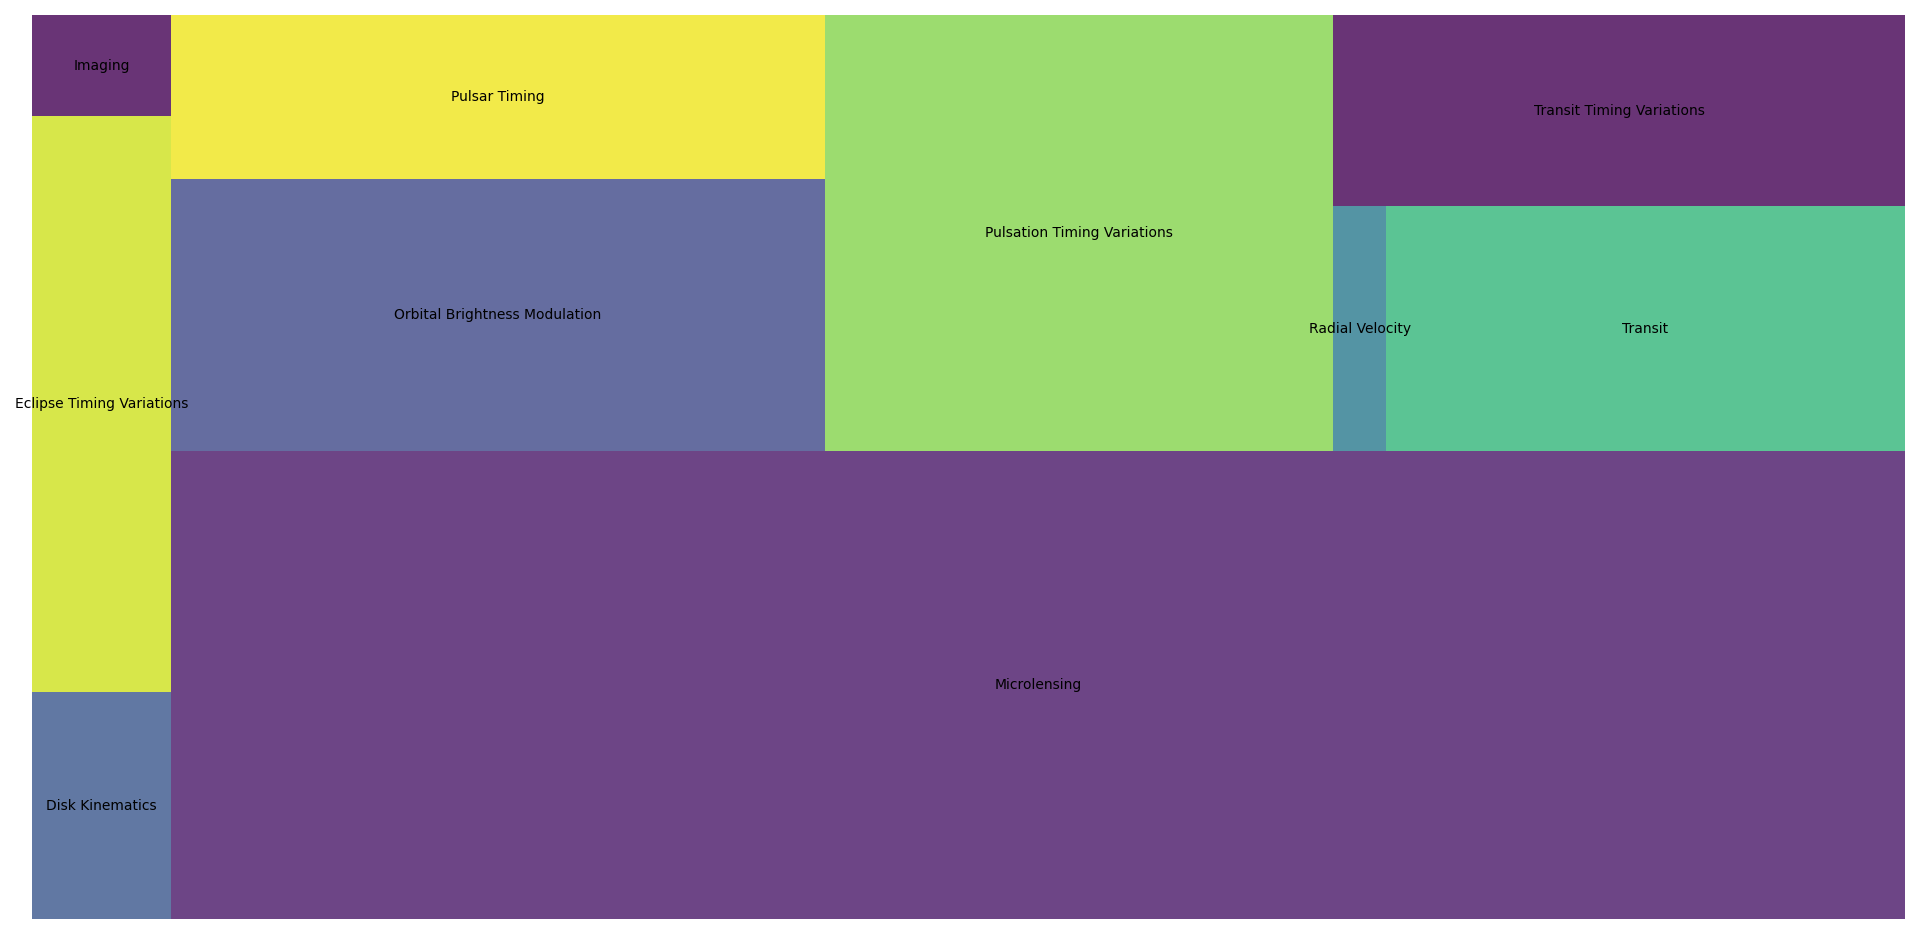 Imaging
Pulsar Timing
Transit Timing Variations
Pulsation Timing Variations
Orbital Brightness Modulation
Radial Velocity
Transit
Eclipse Timing Variations
Microlensing
Disk Kinematics